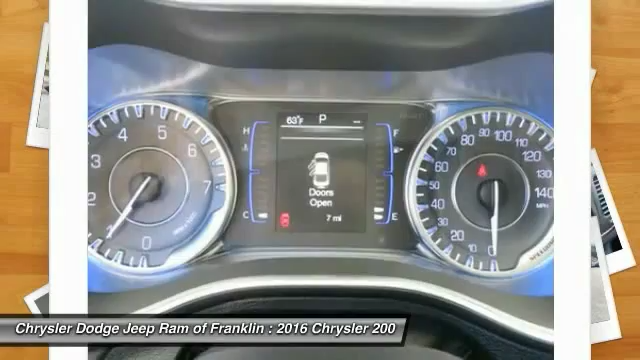 63°F P --
H F
Doors
Open
C E
7 mi
0 1 2 3 4 5 6 7
0 10 20 30 40 50 60 70 80 90 100 110 120 130 140
MPH
Chrysler Dodge Jeep Ram of Franklin : 2016 Chrysler 200